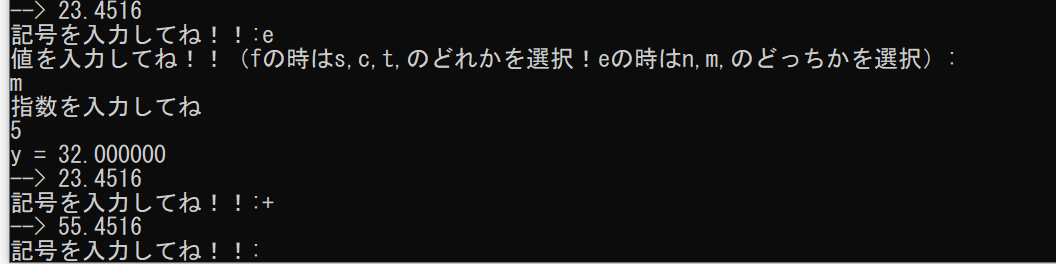 --> 23.4516
記号を入力してね！！:e
値を入力してね！！（fの時はs,c,t,のどれかを選択！eの時はn,m,のどっちかを選択）:
m
指数を入力してね
5
y = 32.000000
--> 23.4516
記号を入力してね！！:+
--> 55.4516
記号を入力してね！！: